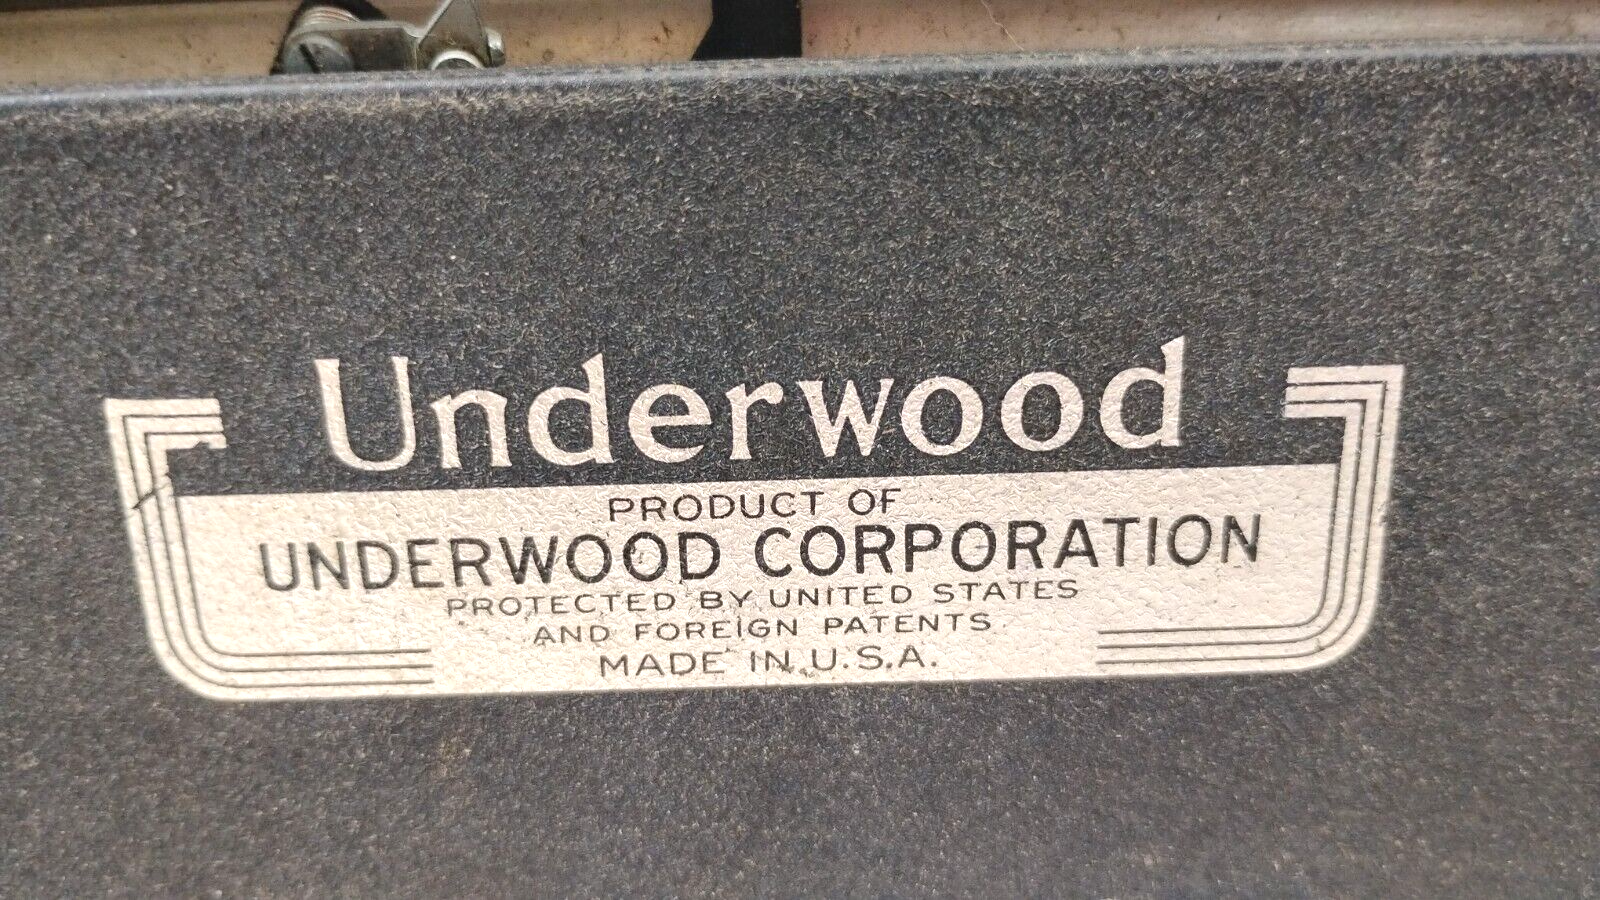 Underwood
PRODUCT OF
UNDERWOOD CORPORATION
PROTECTED BY UNITED STATES
AND FOREIGN PATENTS
MADE IN U.S.A.